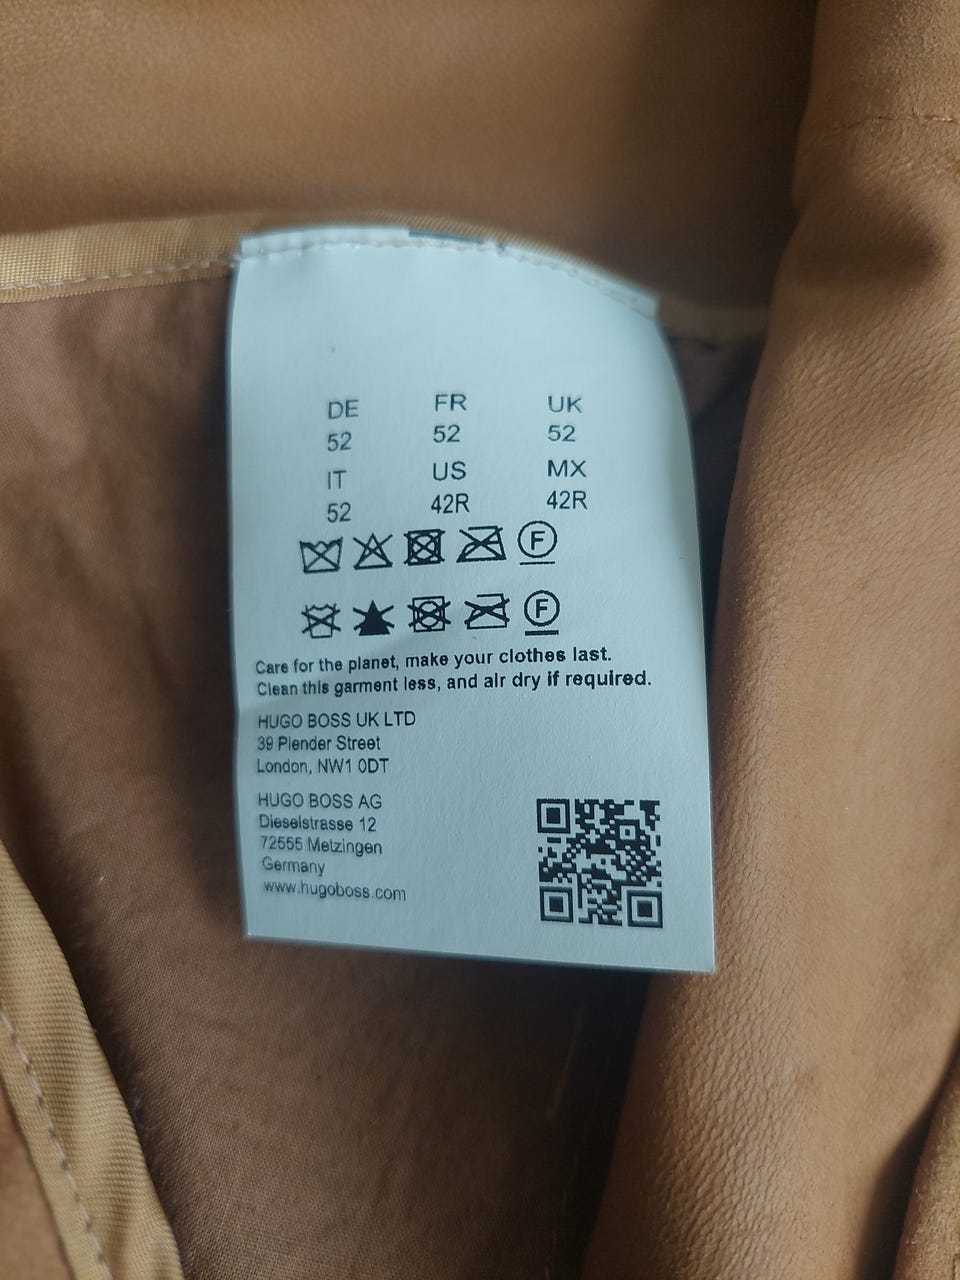 DE FR UK
52 52 52
IT US MX
52 42R 42R
F
F
Care for the planet, make your clothes last.
Clean this garment less, and air dry if required.
HUGO BOSS UK LTD
39 Plender Street
London, NW1 0DT
HUGO BOSS AG
Dieselstrasse 12
72555 Metzingen
Germany
www.hugoboss.com